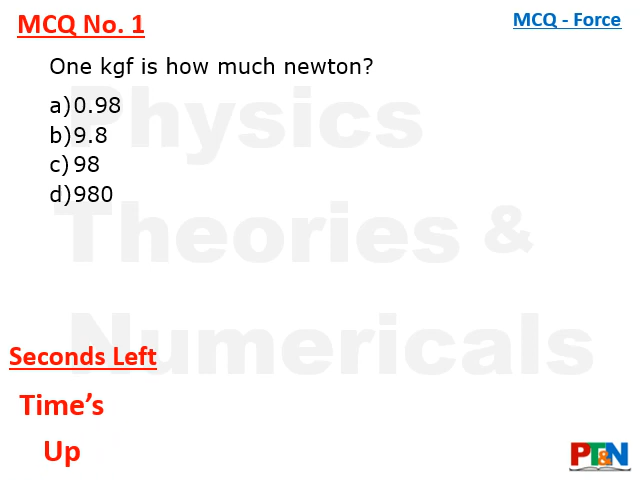 MCQ No. 1
MCQ - Force
One kgf is how much newton?
a) 0.98
b) 9.8
c) 98
d) 980
Physics
Theories &
Numericals
Seconds Left
Time’s
Up
PT&N